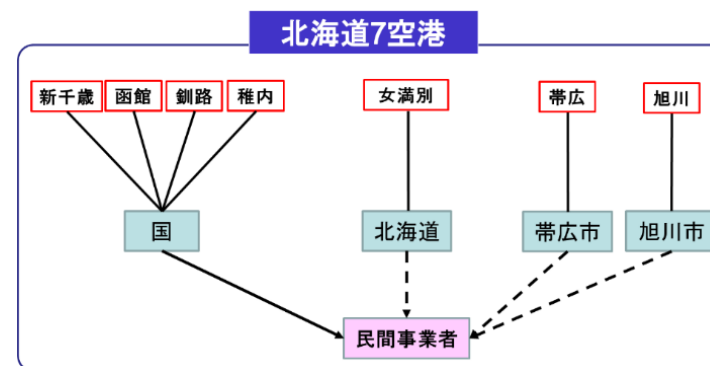 北海道7空港
新千歳
函館
釧路
稚内
女満別
帯広
旭川
国
北海道
帯広市
旭川市
民間事業者